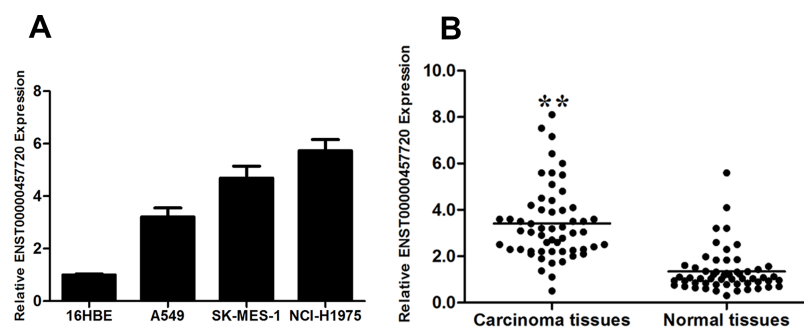 A
Relative ENST00000457720 Expression
8
6
4
2
0
16HBE A549 SK-MES-1 NCI-H1975
B
Relative ENST00000457720 Expression
10.0
8.0
6.0
4.0
2.0
0.0
**
Carcinoma tissues Normal tissues